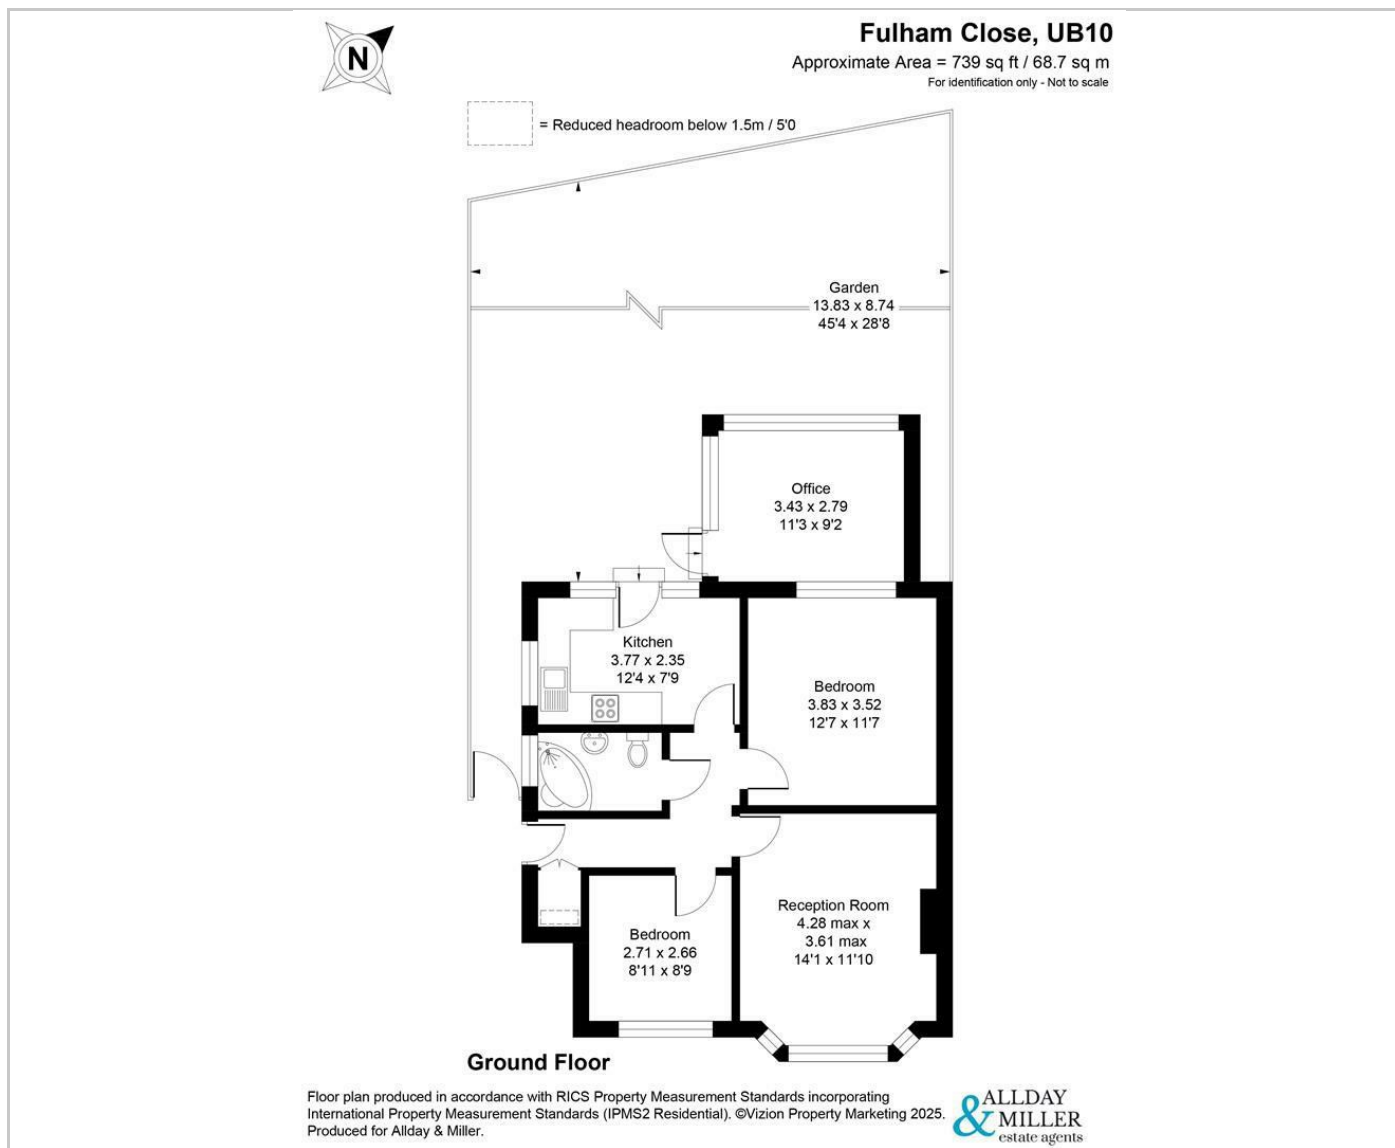 N
Fulham Close, UB10
Approximate Area = 739 sq ft / 68.7 sq m
For identification only - Not to scale
= Reduced headroom below 1.5m / 5'0
Garden
13.83 x 8.74
45'4 x 28'8
Office
3.43 x 2.79
11'3 x 9'2
Kitchen
3.77 x 2.35
12'4 x 7'9
Bedroom
3.83 x 3.52
12'7 x 11'7
Reception Room
4.28 max x
3.61 max
14'1 x 11'10
Bedroom
2.71 x 2.66
8'11 x 8'9
Ground Floor
Floor plan produced in accordance with RICS Property Measurement Standards incorporating
International Property Measurement Standards (IPMS2 Residential). ©Vizion Property Marketing 2025.
Produced for Allday & Miller.
ALLDAY
& MILLER
estate agents